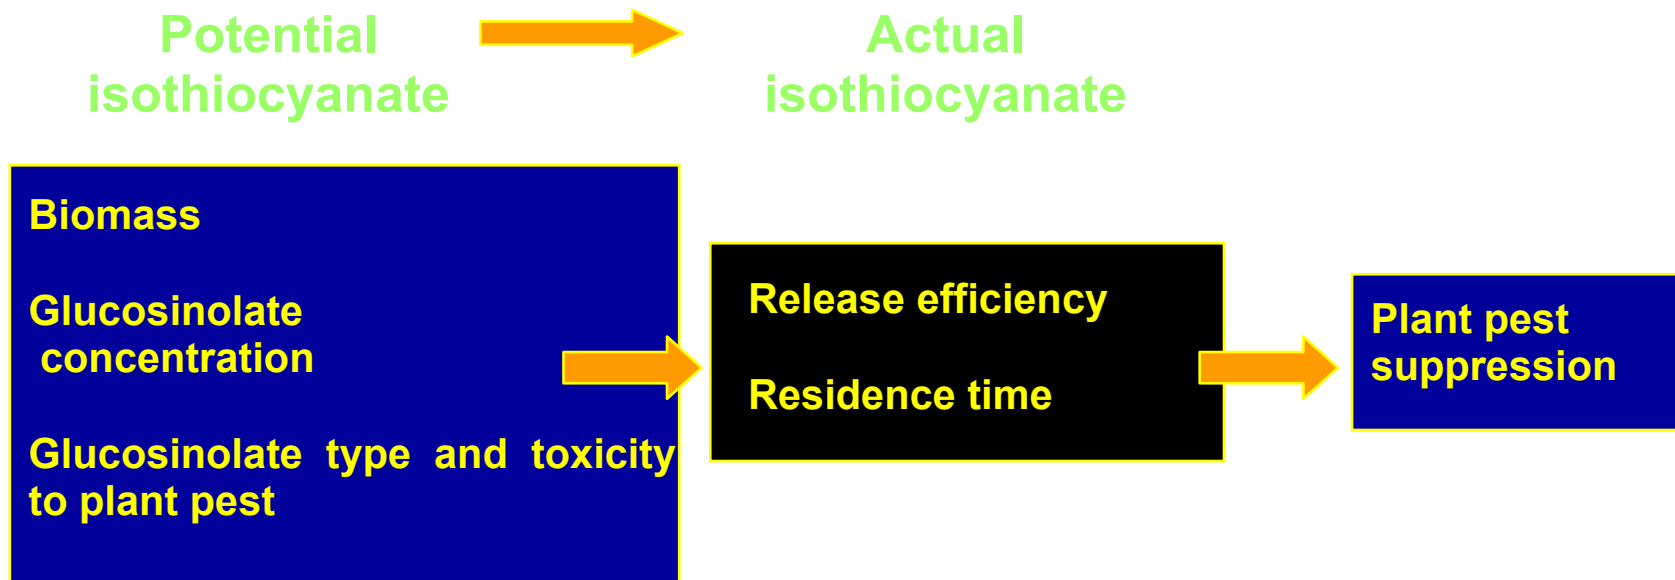 Potential
isothiocyanate
Actual
isothiocyanate
Biomass
Glucosinolate
concentration
Glucosinolate type and toxicity
to plant pest
Release efficiency
Residence time
Plant pest
suppression